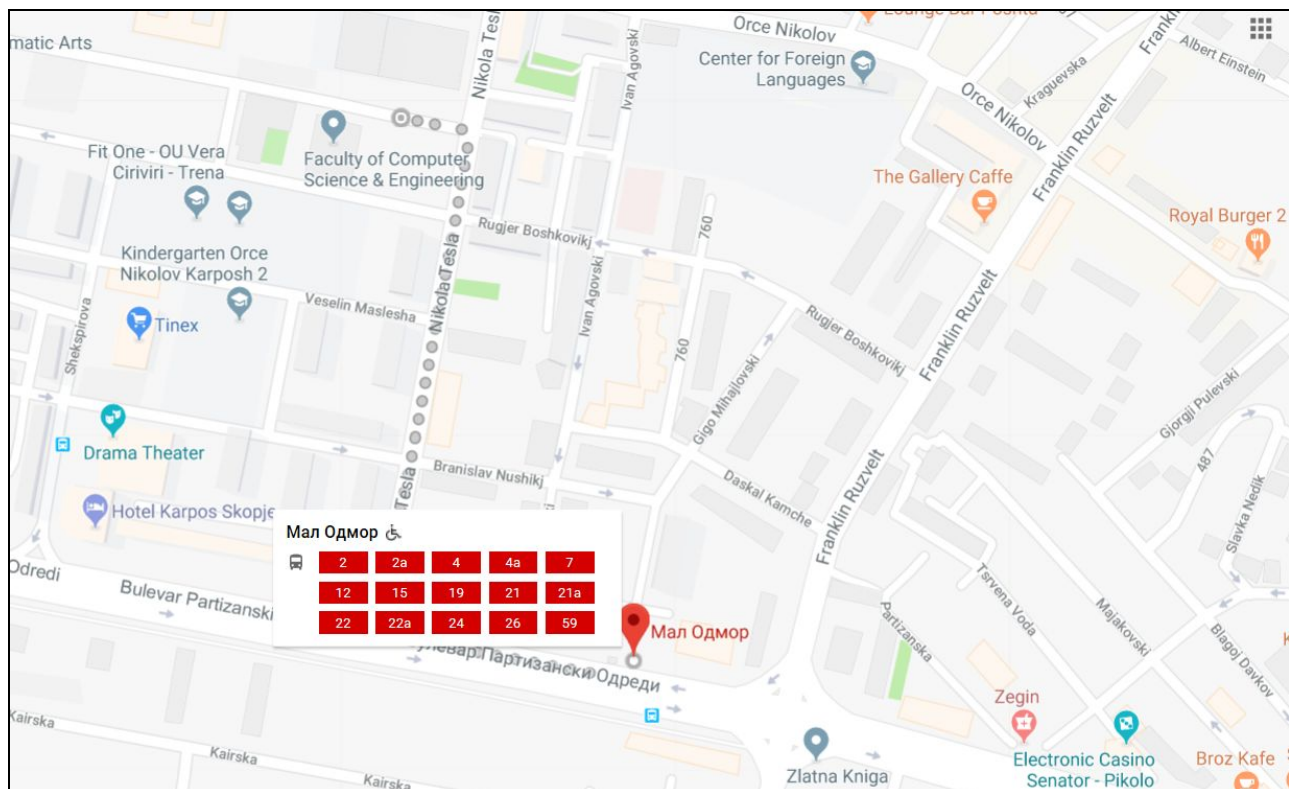 Lounge Bar Poshta
Orce Nikolov
matic Arts
Nikola Tesla
Ivan Agovski
Center for Foreign
Languages
Albert Einstein
Kraguevska
Orce Nikolov
Franklin Ruzvelt
Faculty of Computer
Science & Engineering
Fit One - OU Vera
Ciriviri - Trena
The Gallery Caffe
Royal Burger 2
Rugjer Boshkovikj
760
Kindergarten Orce
Nikolov Karposh 2
Nikola Tesla
Ivan Agovski
Veselin Maslesha
Tinex
Shekspirova
760
Rugjer Boshkovikj
Franklin Ruzvelt
Gigo Mihajlovski
Gjorgji Pulevski
Drama Theater
Branislav Nushikj
487
Daskal Kamche
Slavka Nedik
Tesla
Hotel Karpos Skopje
Franklin Ruzvelt
Мал Одмор
2 2a 4 4a 7
12 15 19 21 21a
22 22a 24 26 59
Odredi
Bulevar Partizanski
Мал Одмор
Партизански Одреди
Partizanska
Tsrvena Voda
Majakovski
Blagoj Davkov
Zegin
Kairska
Kairska
Kairska
Zlatna Kniga
Electronic Casino
Senator - Pikolo
Broz Kafe